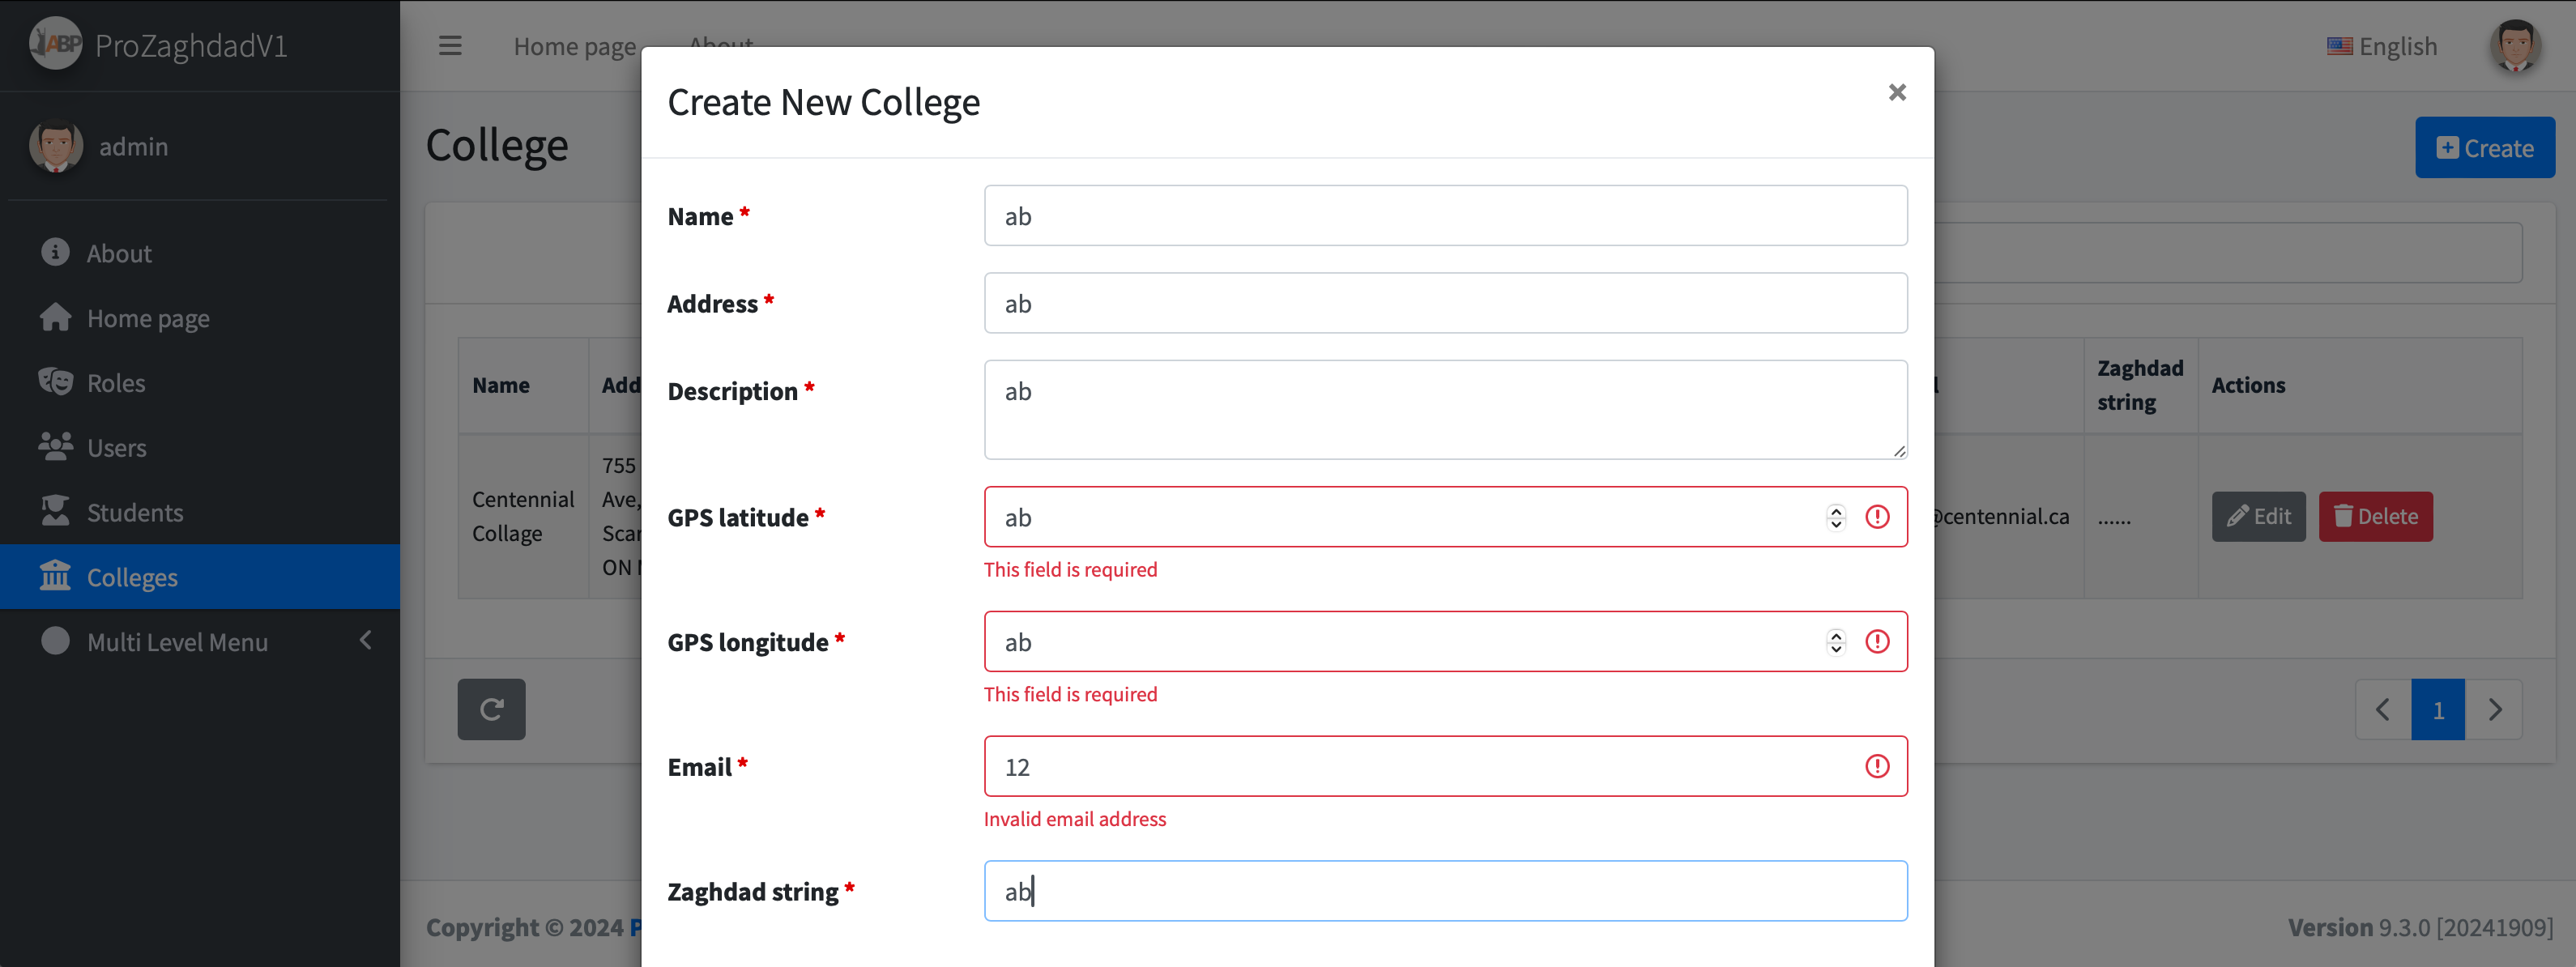 ABP ProZaghdadV1
Home page About
English
admin
About
Home page
Roles
Users
Students
Colleges
Multi Level Menu
College
Create
Name
Centennial
Collage
755
Ave,
ON
Create New College
×
Name *
ab
Address *
ab
Description *
ab
GPS latitude *
ab
This field is required
GPS longitude *
ab
This field is required
Email *
12
Invalid email address
Zaghdad string *
ab
Zaghdad
string
Actions
@centennial.ca
......
Edit
Delete
1
Copyright © 2024
Version 9.3.0 [20241909]